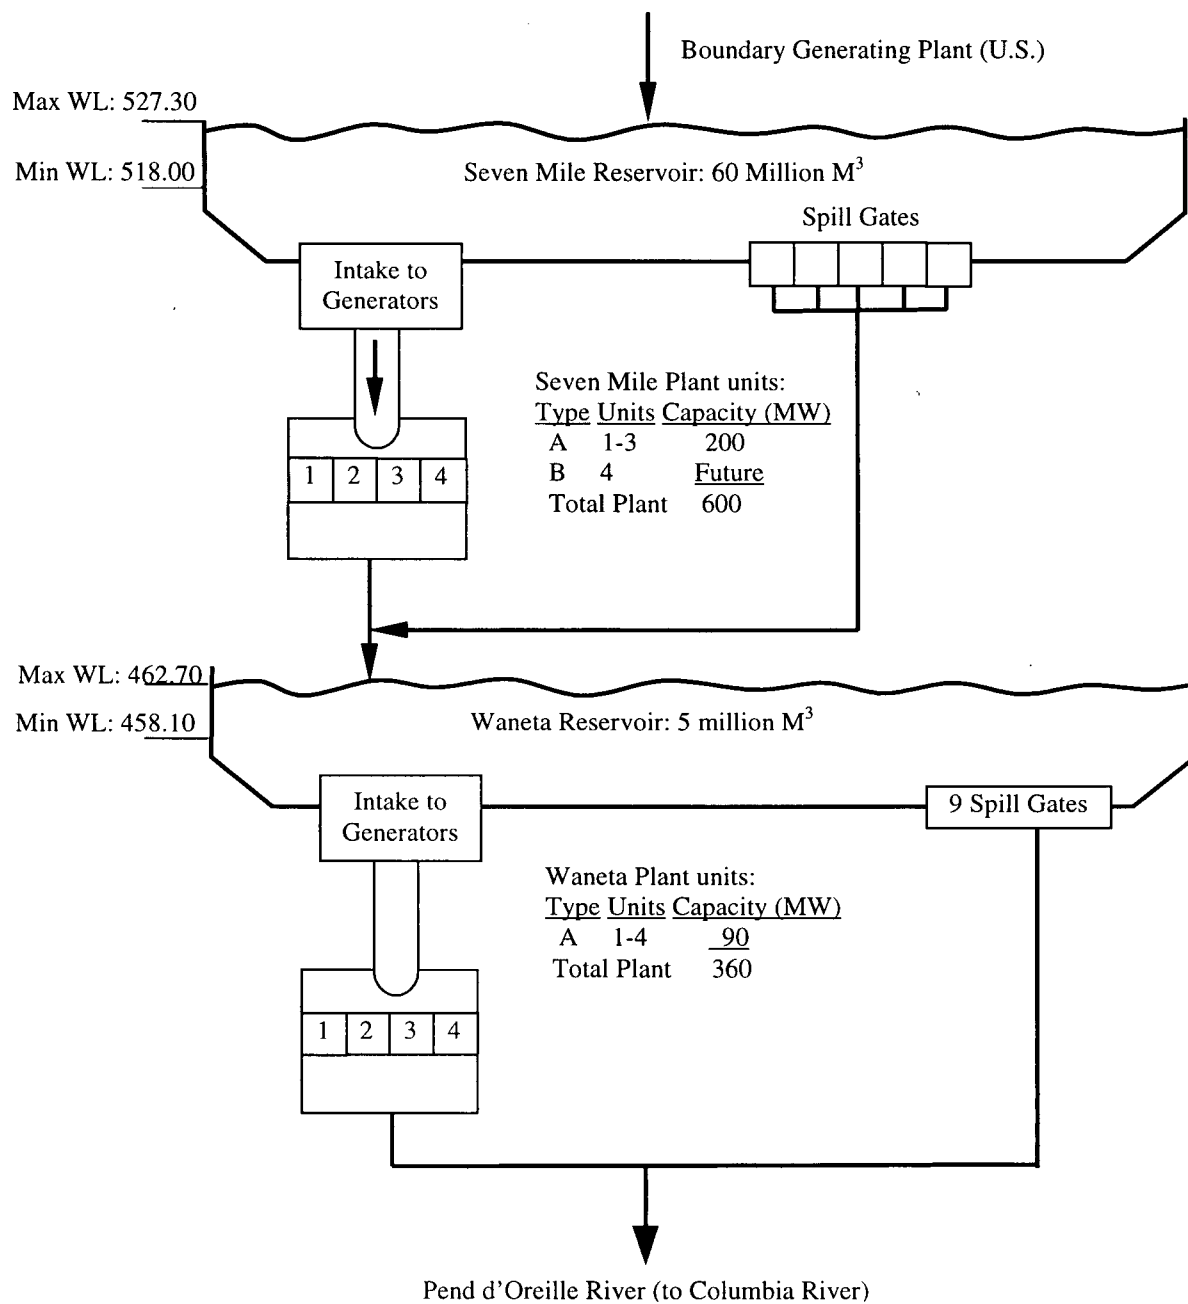 Boundary Generating Plant (U.S.)
Max WL: 527.30
Min WL: 518.00
Seven Mile Reservoir: 60 Million M³
Spill Gates
Intake to
Generators
Seven Mile Plant units:
Type Units Capacity (MW)
A 1-3 200
B 4 Future
Total Plant 600
1 2 3 4
Max WL: 462.70
Min WL: 458.10
Waneta Reservoir: 5 million M³
Intake to
Generators
9 Spill Gates
Waneta Plant units:
Type Units Capacity (MW)
A 1-4 90
Total Plant 360
1 2 3 4
Pend d'Oreille River (to Columbia River)